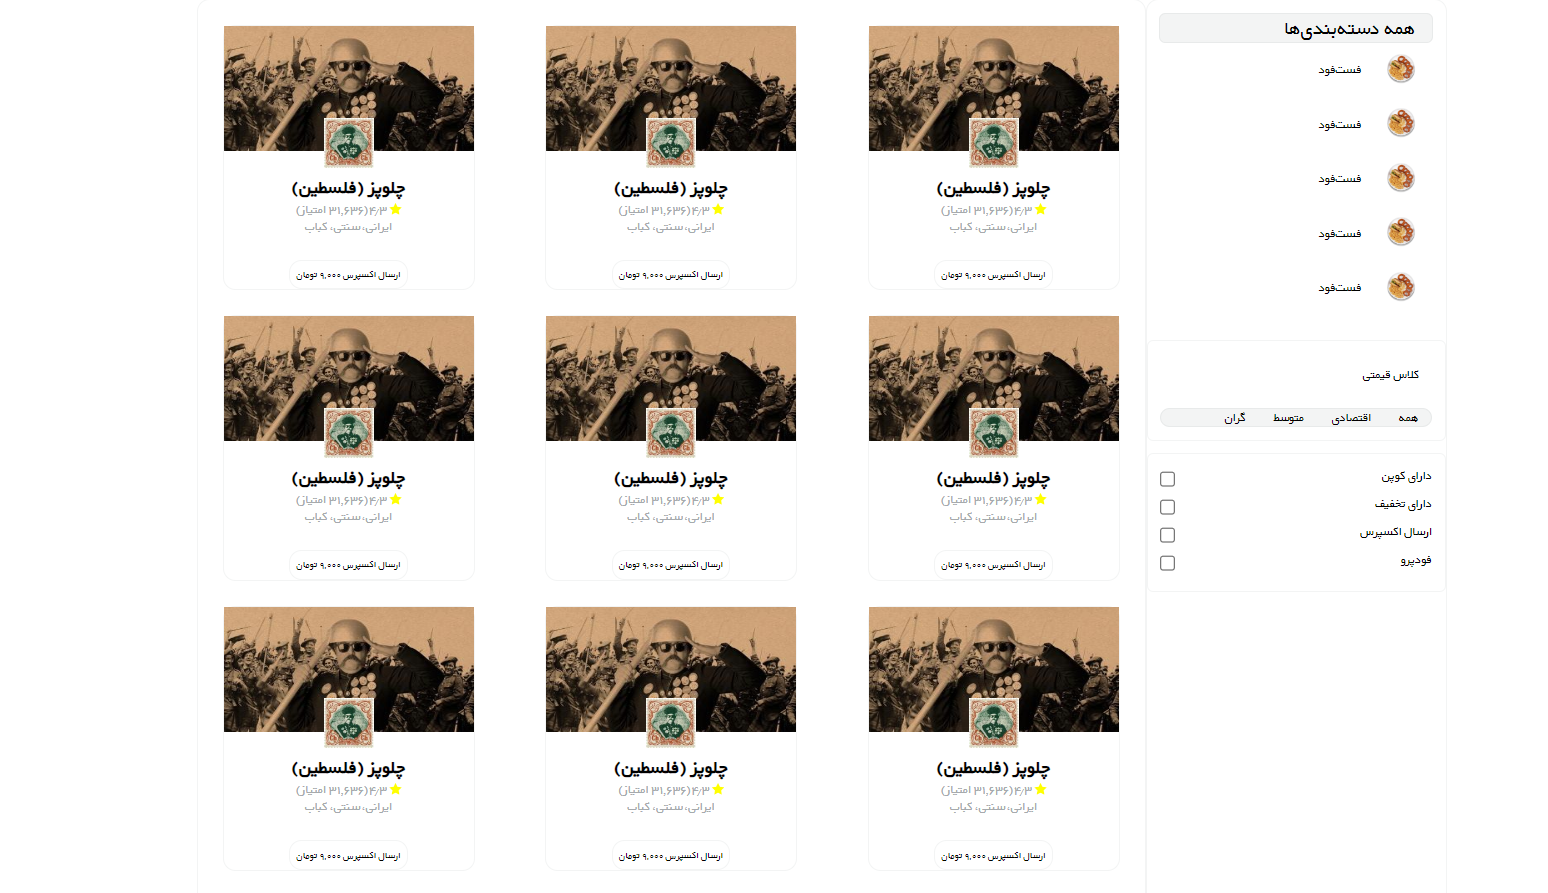 همه دسته‌بندی‌ها
فست‌فود
فست‌فود
فست‌فود
فست‌فود
فست‌فود
کلاس قیمتی
همه اقتصادی متوسط گران
دارای کوپن
دارای تخفیف
ارسال اکسپرس
فودپرو
چلوپز (فلسطین)
۴٫۳(۳۱,۶۳۶ امتیاز)
ایرانی، سنتی، کباب
ارسال اکسپرس ۹,۰۰۰ تومان
چلوپز (فلسطین)
۴٫۳(۳۱,۶۳۶ امتیاز)
ایرانی، سنتی، کباب
ارسال اکسپرس ۹,۰۰۰ تومان
چلوپز (فلسطین)
۴٫۳(۳۱,۶۳۶ امتیاز)
ایرانی، سنتی، کباب
ارسال اکسپرس ۹,۰۰۰ تومان
چلوپز (فلسطین)
۴٫۳(۳۱,۶۳۶ امتیاز)
ایرانی، سنتی، کباب
ارسال اکسپرس ۹,۰۰۰ تومان
چلوپز (فلسطین)
۴٫۳(۳۱,۶۳۶ امتیاز)
ایرانی، سنتی، کباب
ارسال اکسپرس ۹,۰۰۰ تومان
چلوپز (فلسطین)
۴٫۳(۳۱,۶۳۶ امتیاز)
ایرانی، سنتی، کباب
ارسال اکسپرس ۹,۰۰۰ تومان
چلوپز (فلسطین)
۴٫۳(۳۱,۶۳۶ امتیاز)
ایرانی، سنتی، کباب
ارسال اکسپرس ۹,۰۰۰ تومان
چلوپز (فلسطین)
۴٫۳(۳۱,۶۳۶ امتیاز)
ایرانی، سنتی، کباب
ارسال اکسپرس ۹,۰۰۰ تومان
چلوپز (فلسطین)
۴٫۳(۳۱,۶۳۶ امتیاز)
ایرانی، سنتی، کباب
ارسال اکسپرس ۹,۰۰۰ تومان